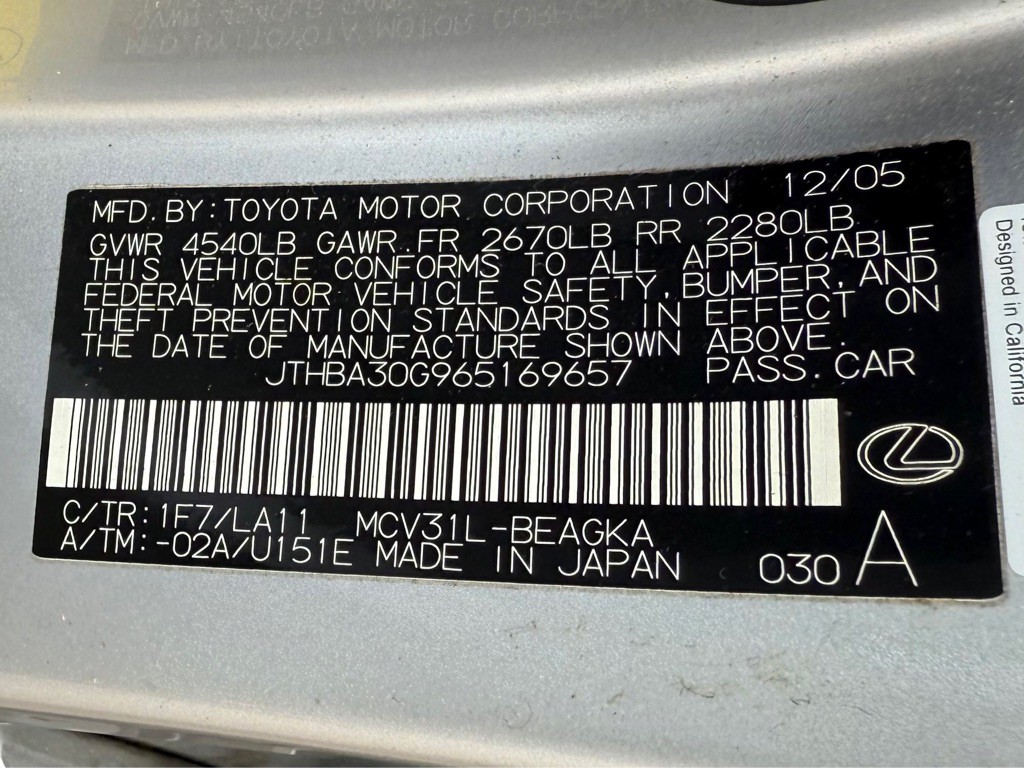 MFD. BY: TOYOTA MOTOR CORPORATION 12/05
GVWR 4540LB GAWR FR 2670LB RR 2280LB
THIS VEHICLE CONFORMS TO ALL APPLICABLE
FEDERAL MOTOR VEHICLE SAFETY, BUMPER, AND
THEFT PREVENTION STANDARDS IN EFFECT ON
THE DATE OF MANUFACTURE SHOWN ABOVE.
JTHBA30G965169657 PASS. CAR
C/TR: 1F7/LA11 MCV31L-BEAGKA
A/TM: -02A/U151E MADE IN JAPAN 030 A
Designed in California